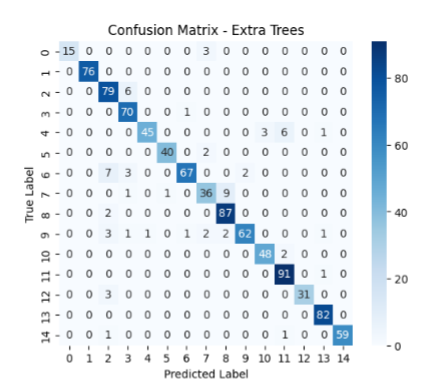 Confusion Matrix - Extra Trees
0 15 0 0 0 0 0 0 3 0 0 0 0 0 0 0
1 0 76 0 0 0 0 0 0 0 0 0 0 0 0 0
2 0 0 79 6 0 0 0 0 0 0 0 0 0 0 0
3 0 0 0 70 0 0 1 0 0 0 0 0 0 0 0
4 0 0 0 0 45 0 0 0 0 0 3 6 0 1 0
5 0 0 0 0 0 40 0 2 0 0 0 0 0 0 0
6 0 0 7 3 0 0 67 0 0 2 0 0 0 0 0
7 0 0 0 1 0 1 0 36 9 0 0 0 0 0 0
8 0 0 2 0 0 0 0 0 87 0 0 0 0 0 0
9 0 0 3 1 1 0 1 2 2 62 0 0 0 1 0
10 0 0 0 0 0 0 0 0 0 0 48 2 0 0 0
11 0 0 0 0 0 0 0 0 0 0 0 91 0 1 0
12 0 0 3 0 0 0 0 0 0 0 0 0 31 0 0
13 0 0 0 0 0 0 0 0 0 0 0 0 0 82 0
14 0 0 1 0 0 0 0 0 0 0 0 1 0 0 59
0 1 2 3 4 5 6 7 8 9 10 11 12 13 14
True Label
Predicted Label
80
60
40
20
0